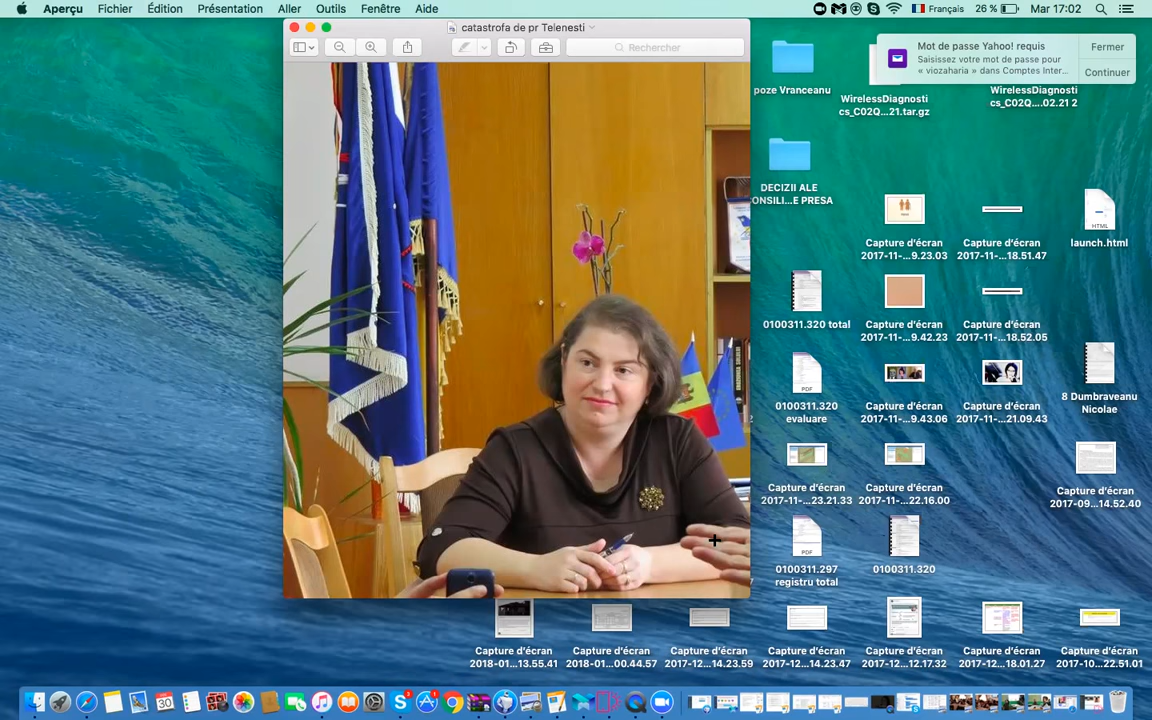 Aperçu Fichier Édition Présentation Aller Outils Fenêtre Aide
Français 26 % Mar 17:02
catastrofa de pr Telenesti
Rechercher
Mot de passe Yahoo! requis
Saisissez votre mot de passe pour
« viozaharia » dans Comptes Inter...
Fermer
Continuer
poze Vranceanu
WirelessDiagnosti
cs_C02Q...21.tar.gz
WirelessDiagnosti
cs_C02Q....02.21 2
DECIZII ALE
ONSILI...E PRESA
Capture d'écran
2017-11-...9.23.03
Capture d'écran
2017-11-...18.51.47
HTML
launch.html
0100311.320 total
Capture d'écran
2017-11-...9.42.23
Capture d'écran
2017-11-...18.52.05
PDF
0100311.320
evaluare
Capture d'écran
2017-11-...9.43.06
Capture d'écran
2017-11-...21.09.43
8 Dumbraveanu
Nicolae
Capture d'écran
2017-11-...23.21.33
Capture d'écran
2017-11-...22.16.00
Capture d'écran
2017-09...14.52.40
PDF
0100311.297
registru total
0100311.320
Capture d'écran
2018-01...13.55.41
Capture d'écran
2018-01...00.44.57
Capture d'écran
2017-12...14.23.59
Capture d'écran
2017-12...14.23.47
Capture d'écran
2017-12...12.17.32
Capture d'écran
2017-12...18.01.27
Capture d'écran
2017-10...22.51.01
30